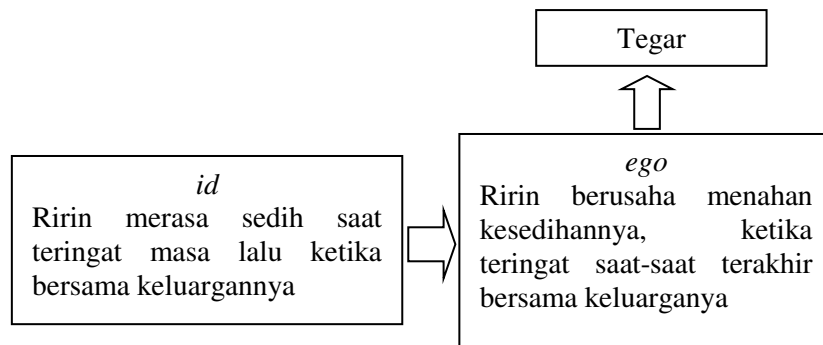 Tegar
id
Ririn merasa sedih saat
teringat masa lalu ketika
bersama keluargannya
ego
Ririn berusaha menahan
kesedihannya, ketika
teringat saat-saat terakhir
bersama keluarganya